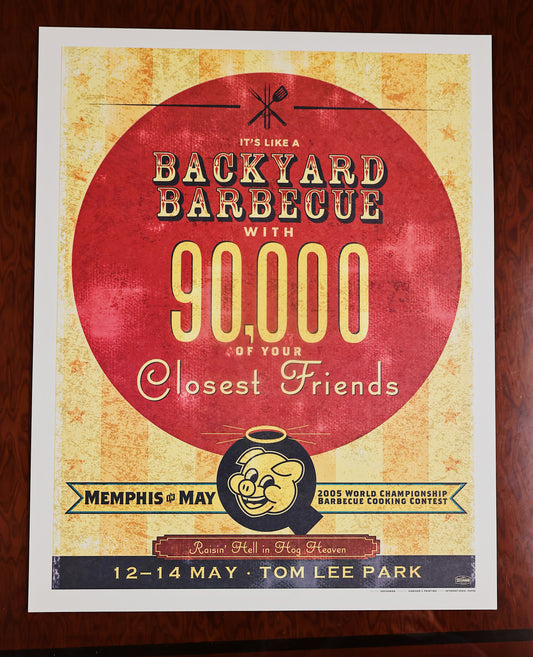 IT'S LIKE A
BACKYARD
BARBECUE
WITH
90,000
OF YOUR
Closest Friends
MEMPHIS IN MAY
2005 WORLD CHAMPIONSHIP
BARBECUE COOKING CONTEST
Raisin' Hell in Hog Heaven
12–14 MAY · TOM LEE PARK